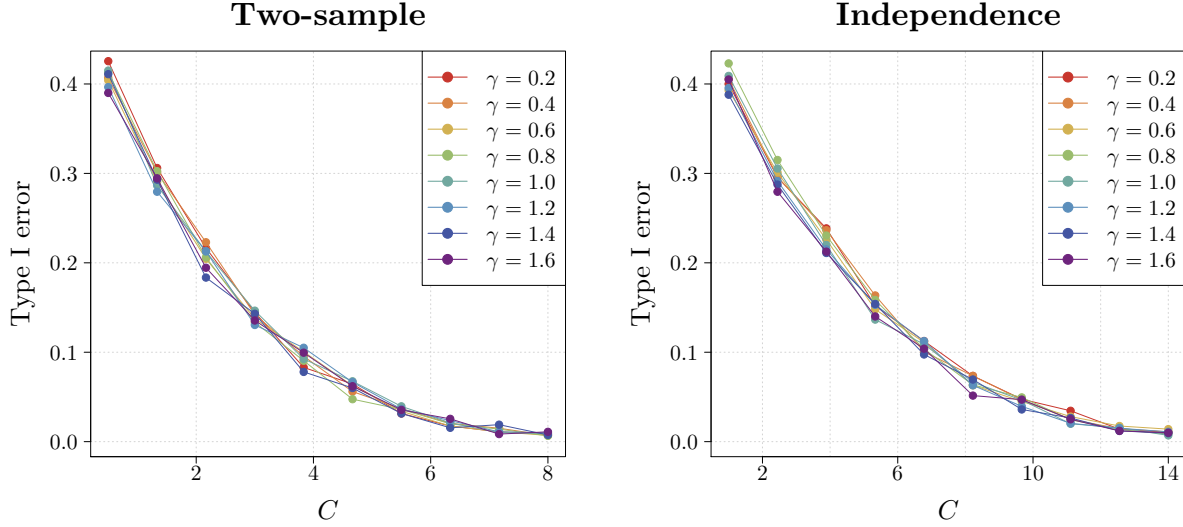 Two-sample
Type I error
0.4
0.3
0.2
0.1
0.0
2
4
6
8
C
γ = 0.2
γ = 0.4
γ = 0.6
γ = 0.8
γ = 1.0
γ = 1.2
γ = 1.4
γ = 1.6
Independence
Type I error
0.4
0.3
0.2
0.1
0.0
2
6
10
14
C
γ = 0.2
γ = 0.4
γ = 0.6
γ = 0.8
γ = 1.0
γ = 1.2
γ = 1.4
γ = 1.6